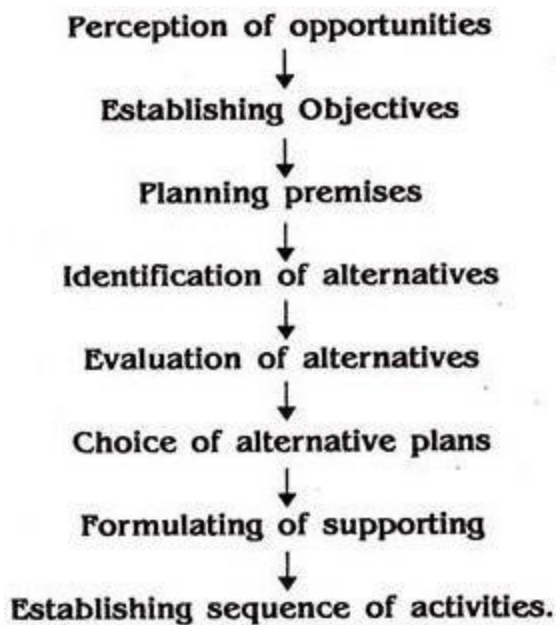 Perception of opportunities
Establishing Objectives
Planning premises
Identification of alternatives
Evaluation of alternatives
Choice of alternative plans
Formulating of supporting
Establishing sequence of activities.